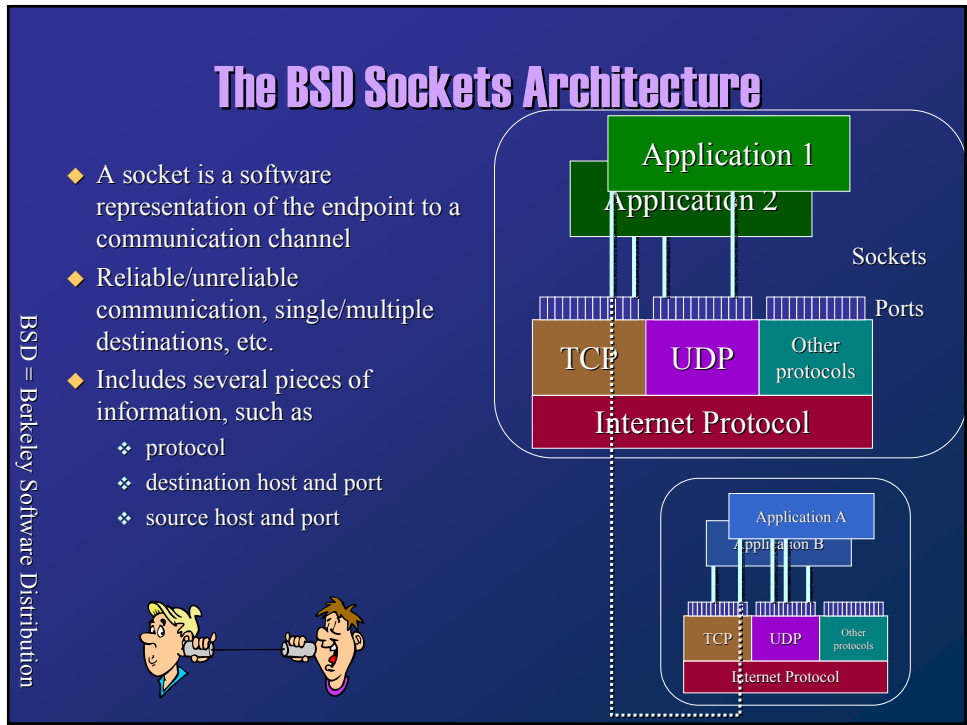 The BSD Sockets Architecture
A socket is a software
representation of the endpoint to a
communication channel
Reliable/unreliable
communication, single/multiple
destinations, etc.
Includes several pieces of
information, such as
protocol
destination host and port
source host and port
BSD = Berkeley Software Distribution
Application 1
Application 2
Sockets
Ports
TCP
UDP
Other
protocols
Internet Protocol
Application A
Application B
TCP
UDP
Other
protocols
Internet Protocol